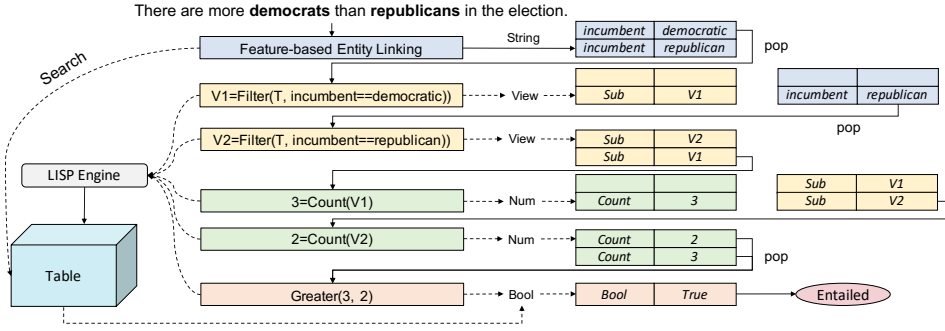 There are more democrats than republicans in the election.
Feature-based Entity Linking
String
incumbent democratic
incumbent republican
pop
Search
V1=Filter(T, incumbent==democratic))
View
Sub V1
incumbent republican
pop
V2=Filter(T, incumbent==republican))
View
Sub V2
Sub V1
LISP Engine
3=Count(V1)
Num
Count 3
Sub V1
Sub V2
2=Count(V2)
Num
Count 2
Count 3
pop
Table
Greater(3, 2)
Bool
Bool True
Entailed